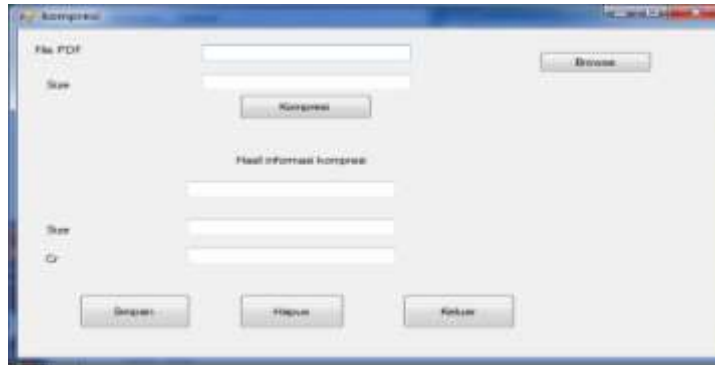 Kompresi
File PDF
Browse
Size
Kompresi
Hasil informasi kompresi
Size
Cr
Simpan
Hapus
Keluar